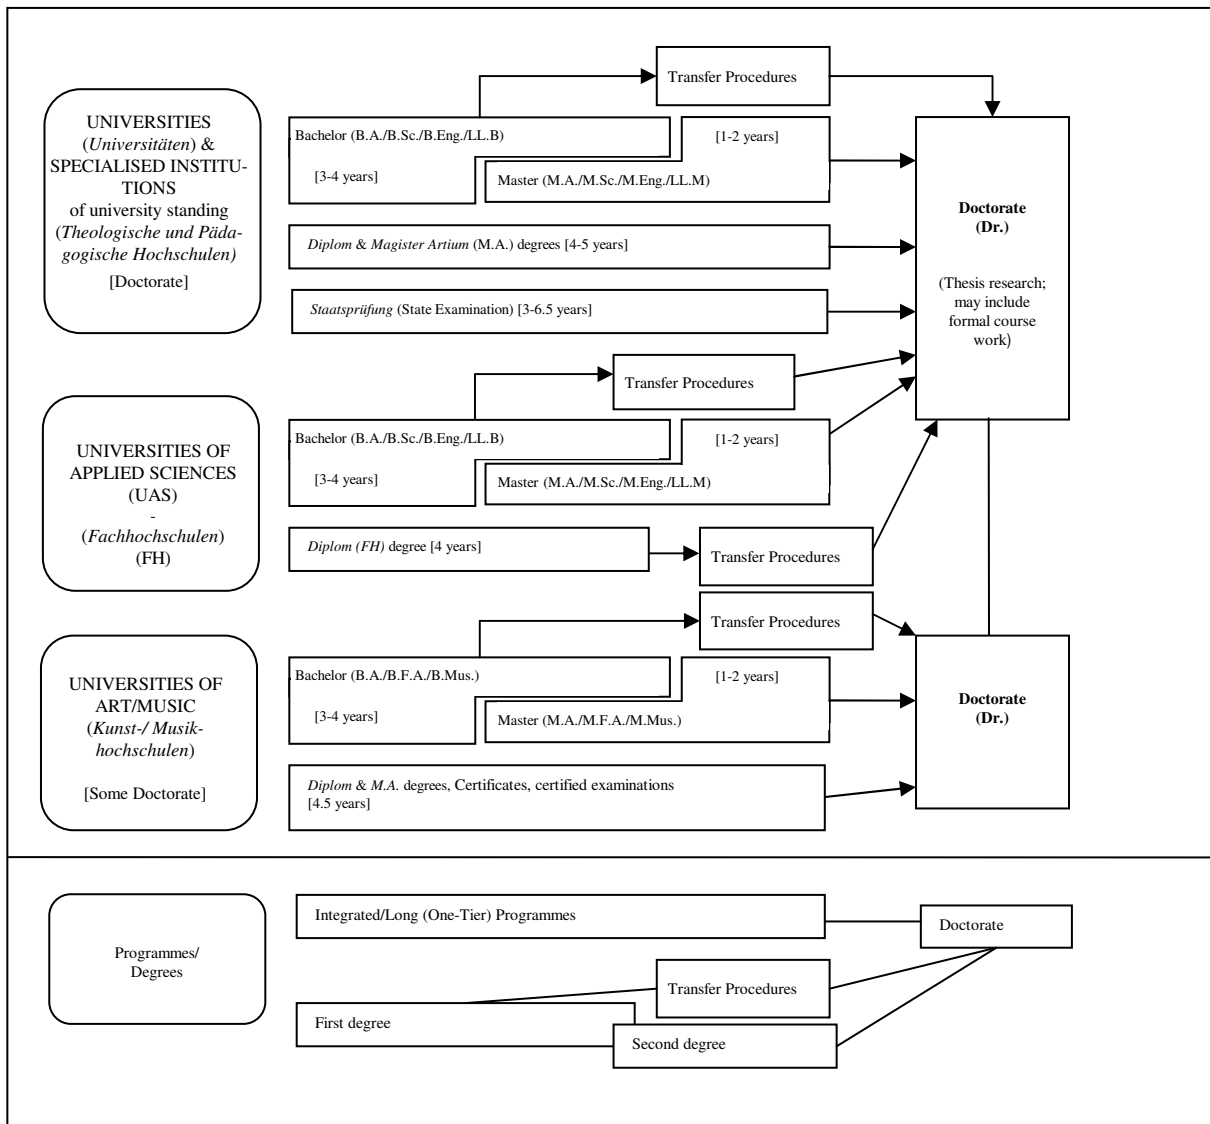 Transfer Procedures
UNIVERSITIES
(Universitäten) &
SPECIALISED INSTITU-
TIONS
of university standing
(Theologische und Päda-
gogische Hochschulen)
[Doctorate]
Bachelor (B.A./B.Sc./B.Eng./LL.B)
[3-4 years]
[1-2 years]
Master (M.A./M.Sc./M.Eng./LL.M)
Diplom & Magister Artium (M.A.) degrees [4-5 years]
Staatsprüfung (State Examination) [3-6.5 years]
Doctorate
(Dr.)
(Thesis research;
may include
formal course
work)
Transfer Procedures
UNIVERSITIES OF
APPLIED SCIENCES
(UAS)
-
(Fachhochschulen)
(FH)
Bachelor (B.A./B.Sc./B.Eng./LL.B)
[3-4 years]
[1-2 years]
Master (M.A./M.Sc./M.Eng./LL.M)
Diplom (FH) degree [4 years]
Transfer Procedures
Transfer Procedures
UNIVERSITIES OF
ART/MUSIC
(Kunst-/ Musik-
hochschulen)
[Some Doctorate]
Bachelor (B.A./B.F.A./B.Mus.)
[3-4 years]
[1-2 years]
Master (M.A./M.F.A./M.Mus.)
Diplom & M.A. degrees, Certificates, certified examinations
[4.5 years]
Doctorate
(Dr.)
Programmes/
Degrees
Integrated/Long (One-Tier) Programmes
Doctorate
Transfer Procedures
First degree
Second degree